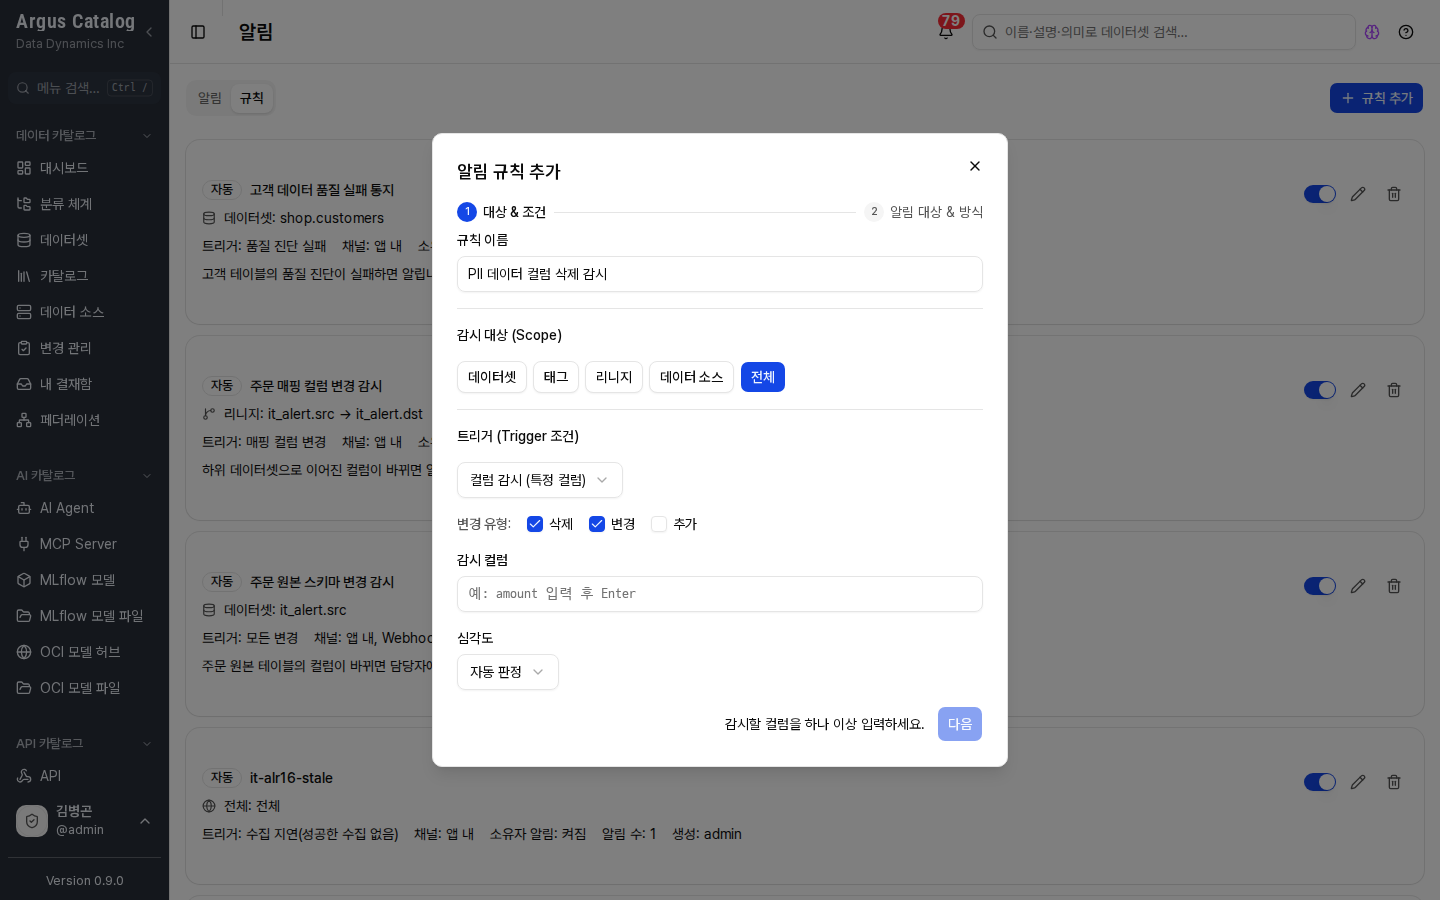 Argus Catalog
Data Dynamics Inc
메뉴 검색... Ctrl /
데이터 카탈로그
대시보드
분류 체계
데이터셋
카탈로그
데이터 소스
변경 관리
내 결재함
페더레이션
AI 카탈로그
AI Agent
MCP Server
MLflow 모델
MLflow 모델 파일
OCI 모델 허브
OCI 모델 파일
API 카탈로그
API
김병곤
@admin
Version 0.9.0
알림
79
이름·설명·의미로 데이터셋 검색...
알림 규칙
규칙 추가
자동 고객 데이터 품질 실패 통지
데이터셋: shop.customers
트리거: 품질 진단 실패 채널: 앱 내
고객 테이블의 품질 진단이 실패하면
자동 주문 매핑 컬럼 변경 감시
리니지: it_alert.src → it_alert.dst
트리거: 매핑 컬럼 변경 채널: 앱 내
하위 데이터셋으로 이어진 컬럼이 바뀌면
자동 주문 원본 스키마 변경 감시
데이터셋: it_alert.src
트리거: 모든 변경 채널: 앱 내,
주문 원본 테이블의 컬럼이 바뀌면
자동 it-alr16-stale
전체: 전체
트리거: 수집 지연(성공한 수집 없음) 채널: 앱 내 소유자 알림: 켜짐 알림 수: 1 생성: admin
알림 규칙 추가
1 대상 & 조건 2 알림 대상 & 방식
규칙 이름
PII 데이터 컬럼 삭제 감시
감시 대상 (Scope)
데이터셋 태그 리니지 데이터 소스 전체
트리거 (Trigger 조건)
컬럼 감시 (특정 컬럼)
변경 유형: 삭제 변경 추가
감시 컬럼
예: amount 입력 후 Enter
심각도
자동 판정
감시할 컬럼을 하나 이상 입력하세요. 다음